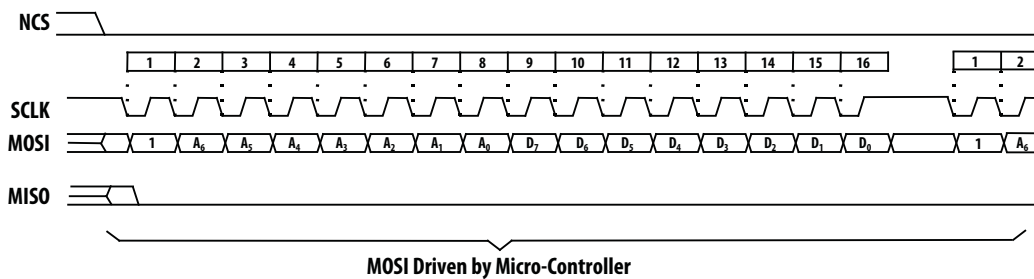 NCS
1 2 3 4 5 6 7 8 9 10 11 12 13 14 15 16 1 2
SCLK
MOSI 1 A₆ A₅ A₄ A₃ A₂ A₁ A₀ D₇ D₆ D₅ D₄ D₃ D₂ D₁ D₀ 1 A₆
MISO
MOSI Driven by Micro-Controller